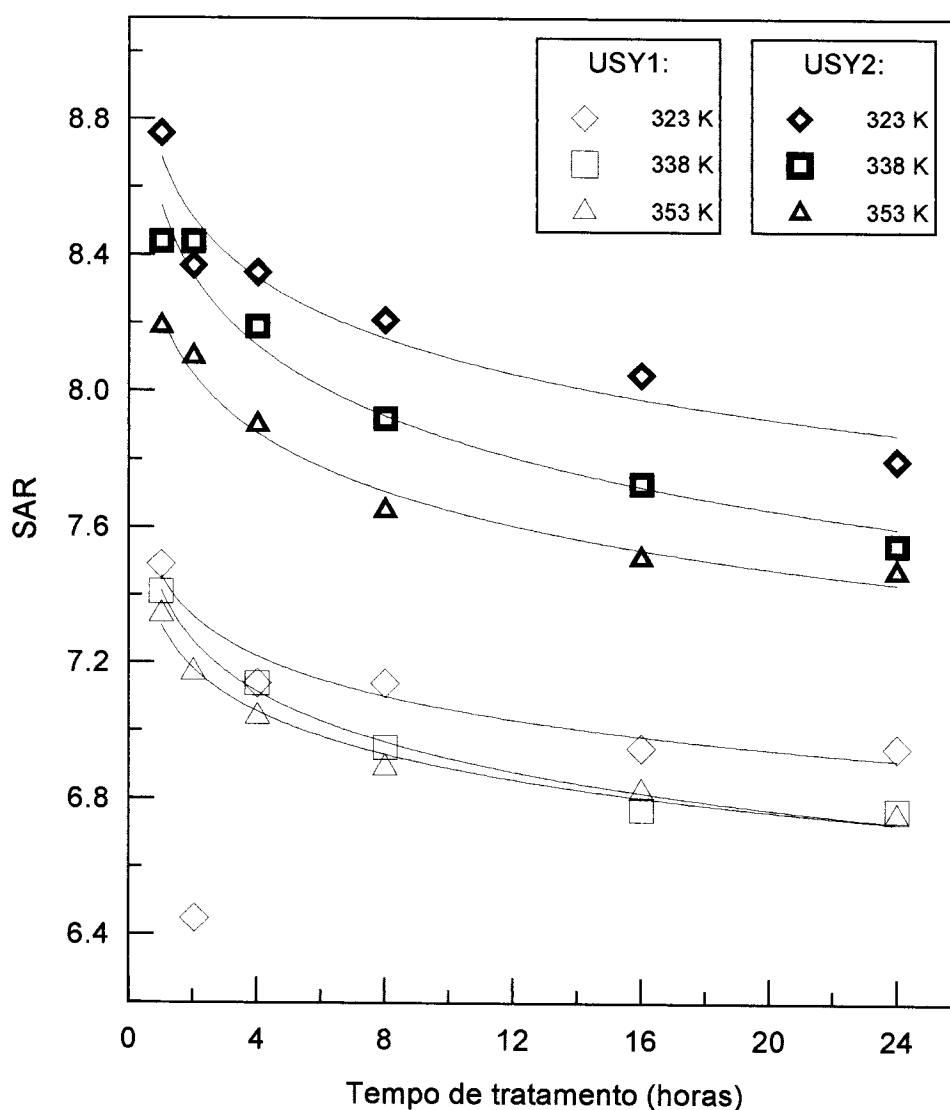 USY1:
323 K
338 K
353 K
USY2:
323 K
338 K
353 K
8.8
8.4
8.0
7.6
7.2
6.8
6.4
SAR
0 4 8 12 16 20 24
Tempo de tratamento (horas)